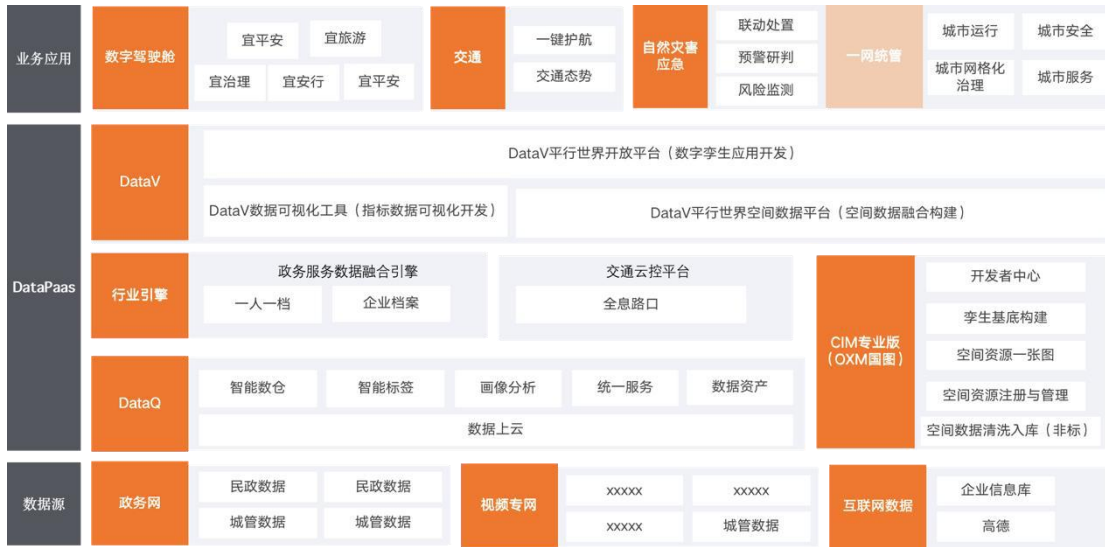 业务应用
数字驾驶舱
宜平安
宜旅游
宜治理
宜安行
宜平安
交通
一键护航
交通态势
自然灾害
应急
联动处置
预警研判
风险监测
一网统管
城市运行
城市安全
城市网格化
治理
城市服务
DataPaas
DataV
DataV平行世界开放平台（数字孪生应用开发）
DataV数据可视化工具（指标数据可视化开发）
DataV平行世界空间数据平台（空间数据融合构建）
行业引擎
政务服务数据融合引擎
一人一档
企业档案
交通云控平台
全息路口
DataQ
智能数仓
智能标签
画像分析
统一服务
数据资产
数据上云
CIM专业版
（OXM国图）
开发者中心
孪生基底构建
空间资源一张图
空间资源注册与管理
空间数据清洗入库（非标）
数据源
政务网
民政数据
民政数据
城管数据
城管数据
视频专网
xxxxx
xxxxx
xxxxx
城管数据
互联网数据
企业信息库
高德